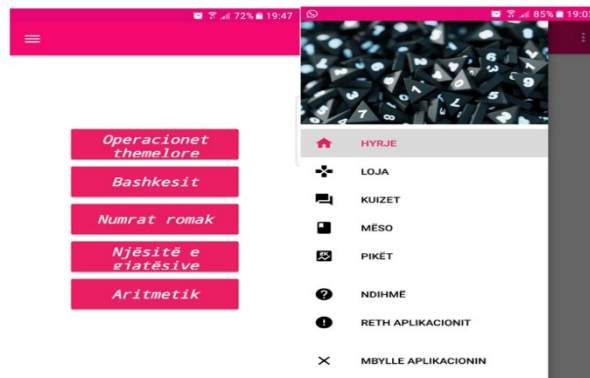 72% 19:47
Operacionet
themelore
Bashkesit
Numrat romak
Njësitë e
gjatësive
Aritmetik
85% 19:02
HYRJE
LOJA
KUIZET
MËSO
PIKËT
NDIHMË
RETH APLIKACIONIT
MBYLLE APLIKACIONIN